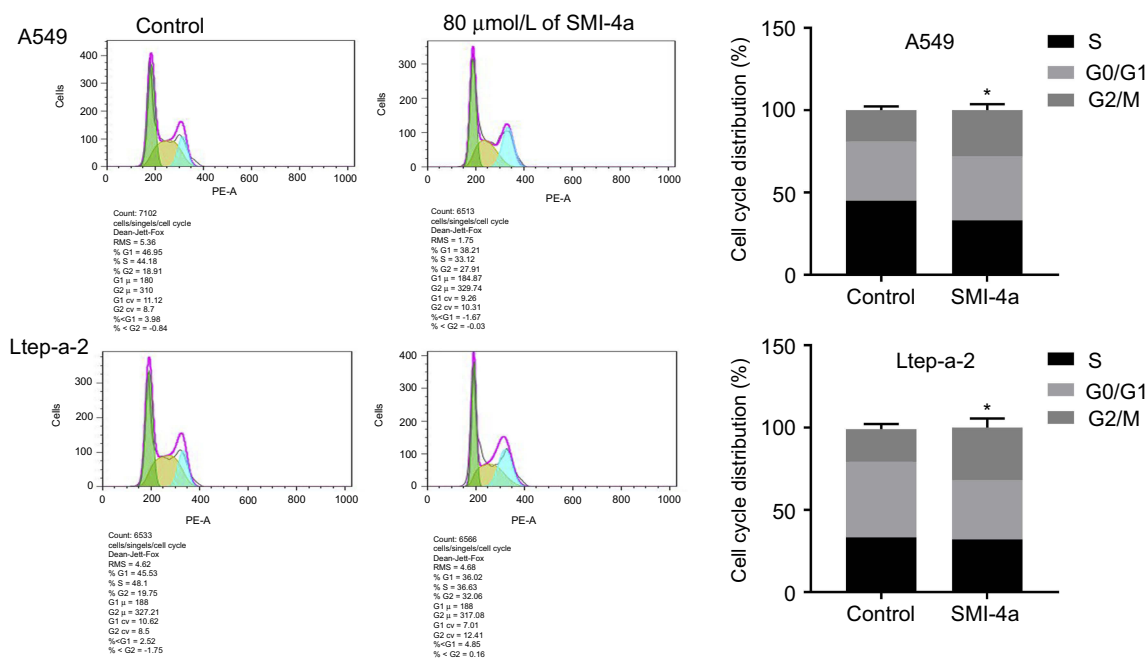 Control
80 μmol/L of SMI-4a
A549
Cells
400
300
200
100
0
0
200
400
600
800
1000
PE-A
Count: 7102
cells/singels/cell cycle
Dean-Jett-Fox
RMS = 5.36
% G1 = 46.95
% S = 44.18
% G2 = 18.91
G1 μ = 180
G2 μ = 310
G1 cv = 11.12
G2 cv = 8.7
%<G1 = 3.98
% < G2 = -0.84
Cells
300
200
100
0
0
200
400
600
800
1000
PE-A
Count: 6513
cells/singels/cell cycle
Dean-Jett-Fox
RMS = 1.75
% G1 = 38.21
% S = 33.12
% G2 = 27.91
G1 μ = 184.87
G2 μ = 329.74
G1 cv = 9.26
G2 cv = 10.31
%<G1 = -1.67
% < G2 = -0.03
Cell cycle distribution (%)
150
100
50
0
A549
*
S
G0/G1
G2/M
Control
SMI-4a
Ltep-a-2
Cells
300
200
100
0
0
200
400
600
800
1000
PE-A
Count: 6533
cells/singels/cell cycle
Dean-Jett-Fox
RMS = 4.62
% G1 = 45.53
% S = 48.1
% G2 = 19.75
G1 μ = 188
G2 μ = 327.21
G1 cv = 10.62
G2 cv = 8.5
%<G1 = 2.52
% < G2 = -1.75
Cells
400
300
200
100
0
0
200
400
600
800
1000
PE-A
Count: 6566
cells/singels/cell cycle
Dean-Jett-Fox
RMS = 4.68
% G1 = 36.02
% S = 36.63
% G2 = 32.06
G1 μ = 188
G2 μ = 317.08
G1 cv = 7.01
G2 cv = 12.41
%<G1 = 4.85
% < G2 = 0.16
Cell cycle distribution (%)
150
100
50
0
Ltep-a-2
*
S
G0/G1
G2/M
Control
SMI-4a